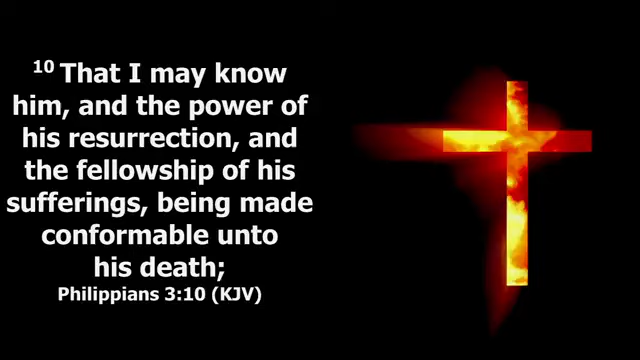 10 That I may know
him, and the power of
his resurrection, and
the fellowship of his
sufferings, being made
conformable unto
his death;
Philippians 3:10 (KJV)